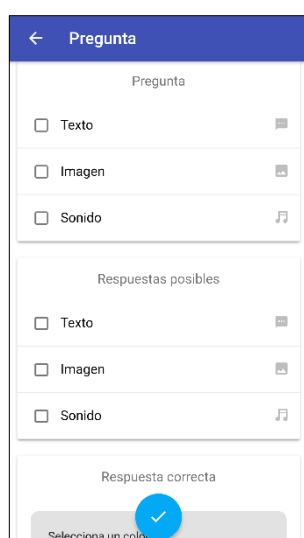 Pregunta
Pregunta
Texto
Imagen
Sonido
Respuestas posibles
Texto
Imagen
Sonido
Respuesta correcta
Selecciona un